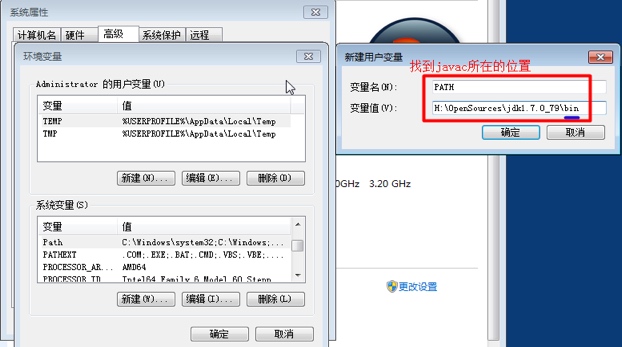 系统属性
计算机名 硬件 高级 系统保护 远程
环境变量
Administrator 的用户变量(U)
变量 值
TEMP %USERPROFILE%\AppData\Local\Temp
TMP %USERPROFILE%\AppData\Local\Temp
新建(N)... 编辑(E)... 删除(D)
系统变量(S)
变量 值
Path C:\Windows\system32;C:\Windows;...
PATHEXT .COM;.EXE;.BAT;.CMD;.VBS;.VBE;....
PROCESSOR_AR... AMD64
PROCESSOR_ID Intel64 Family 6 Model 60 Stepp
新建(W)... 编辑(I)... 删除(L)
确定 取消
新建用户变量
找到javac所在的位置
变量名(N): PATH
变量值(V): H:\OpenSources\jdk1.7.0_79\bin
确定 取消
0GHz 3.20 GHz
更改设置